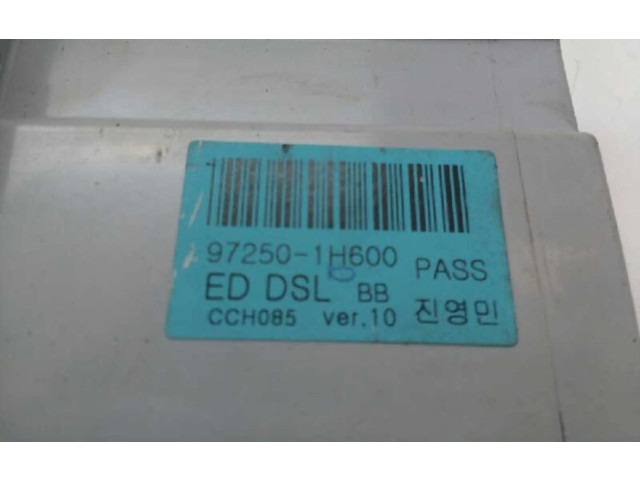 97250-1H600 PASS
ED DSL BB
CCH085 ver.10 진영민